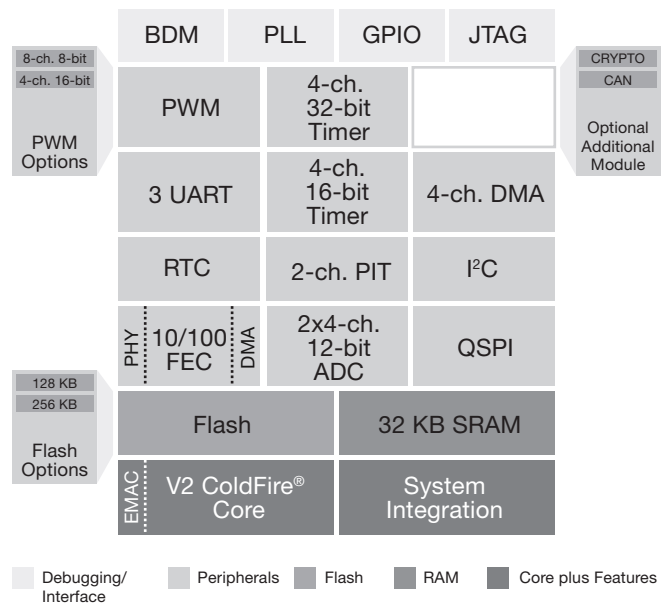 BDM
PLL
GPIO
JTAG
8-ch. 8-bit
4-ch. 16-bit
PWM
Options
PWM
4-ch.
32-bit
Timer
CRYPTO
CAN
Optional
Additional
Module
3 UART
4-ch.
16-bit
Timer
4-ch. DMA
RTC
2-ch. PIT
I²C
PHY
10/100
FEC
DMA
2x4-ch.
12-bit
ADC
QSPI
128 KB
256 KB
Flash
Options
Flash
32 KB SRAM
EMAC
V2 ColdFire®
Core
System
Integration
Debugging/
Interface
Peripherals
Flash
RAM
Core plus Features